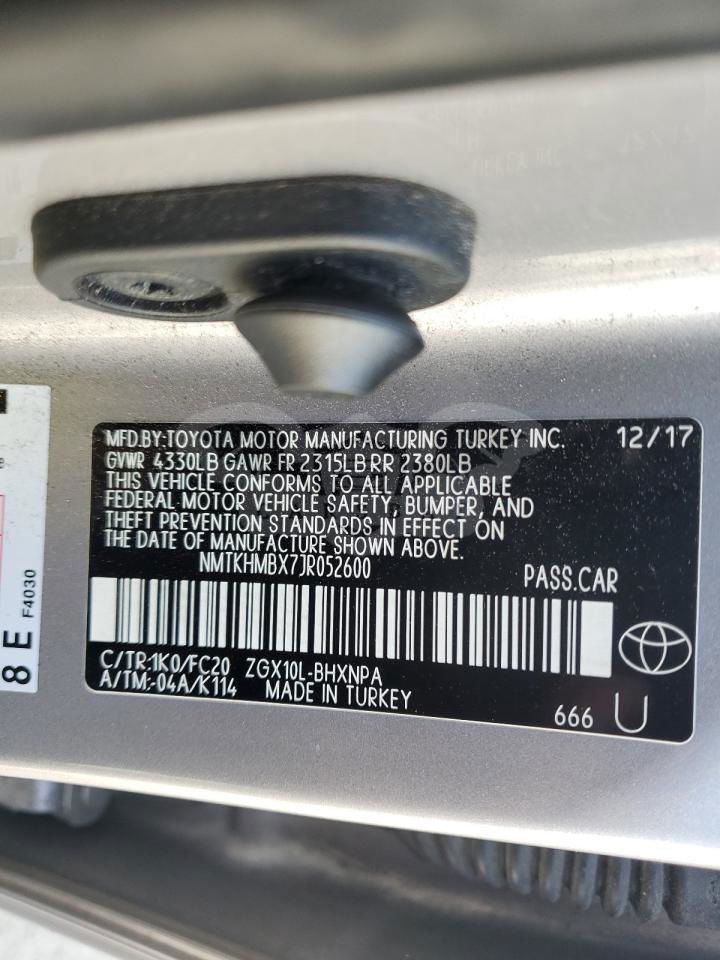 MFD.BY:TOYOTA MOTOR MANUFACTURING TURKEY INC. 12/17
GVWR 4330LB GAWR FR 2315LB RR 2380LB
THIS VEHICLE CONFORMS TO ALL APPLICABLE
FEDERAL MOTOR VEHICLE SAFETY, BUMPER, AND
THEFT PREVENTION STANDARDS IN EFFECT ON
THE DATE OF MANUFACTURE SHOWN ABOVE.
NMTKHMBX7JR052600 PASS.CAR
C/TR:1K0/FC20 ZGX10L-BHXNPA
A/TM:-04A/K114 MADE IN TURKEY
666 U
8 E
F4030